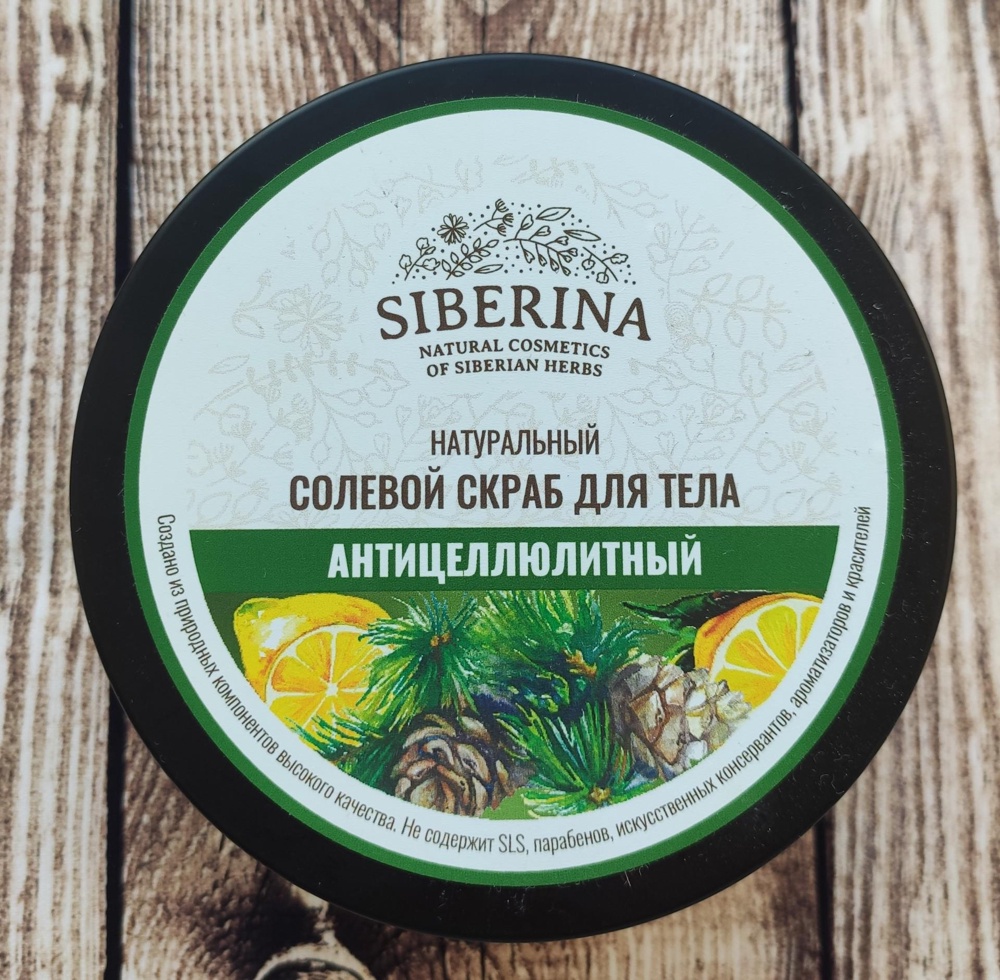 SIBERINA
NATURAL COSMETICS
OF SIBERIAN HERBS
НАТУРАЛЬНЫЙ
СОЛЕВОЙ СКРАБ ДЛЯ ТЕЛА
АНТИЦЕЛЛЮЛИТНЫЙ
Создано из природных компонентов высокого качества. Не содержит SLS, парабенов, искусственных консервантов, ароматизаторов и красителей